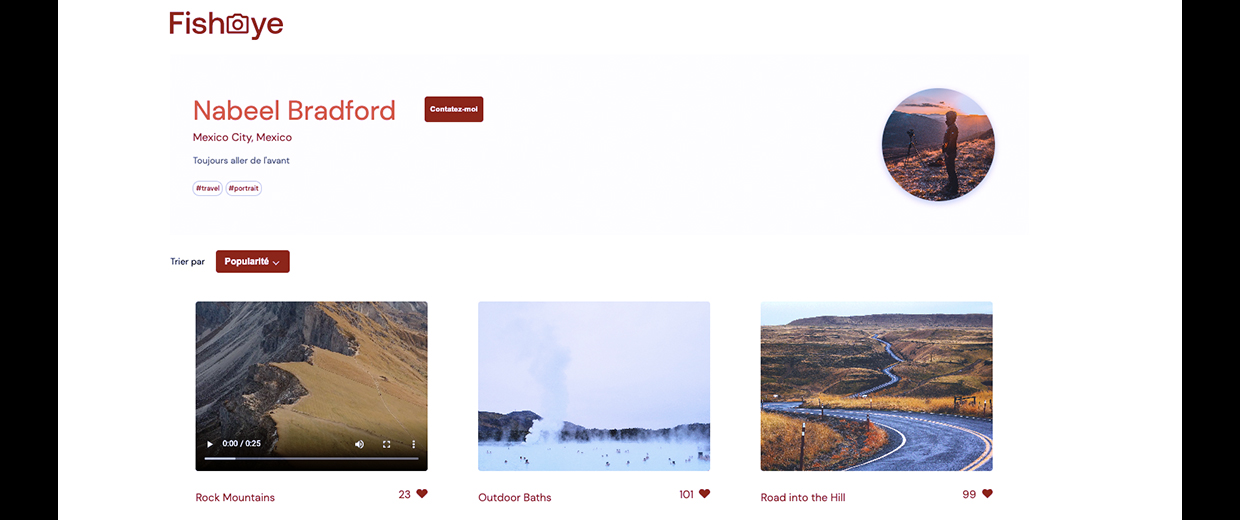 Fisheye
Nabeel Bradford
Contatez-moi
Mexico City, Mexico
Toujours aller de l'avant
#travel #portrait
Trier par Popularité
0:00 / 0:25
Rock Mountains 23
Outdoor Baths 101
Road into the Hill 99